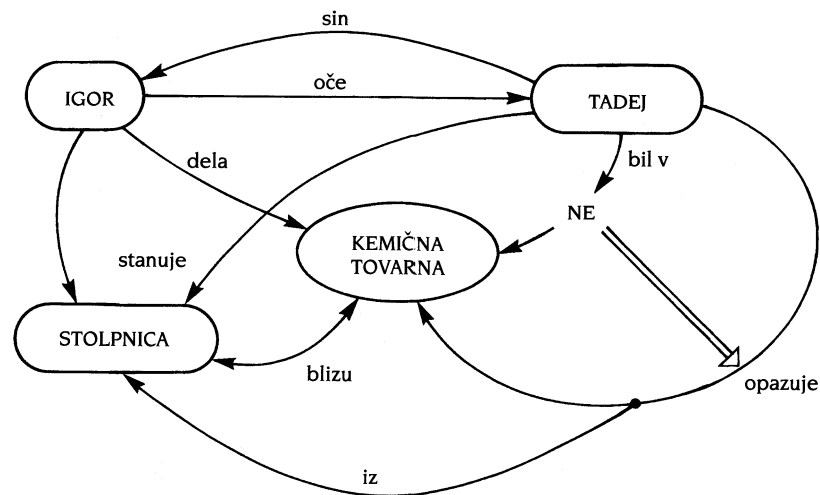 sin
IGOR
oče
TADEJ
dela
bil v
NE
KEMIČNA
TOVARNA
stanuje
STOLPNICA
blizu
opazuje
iz